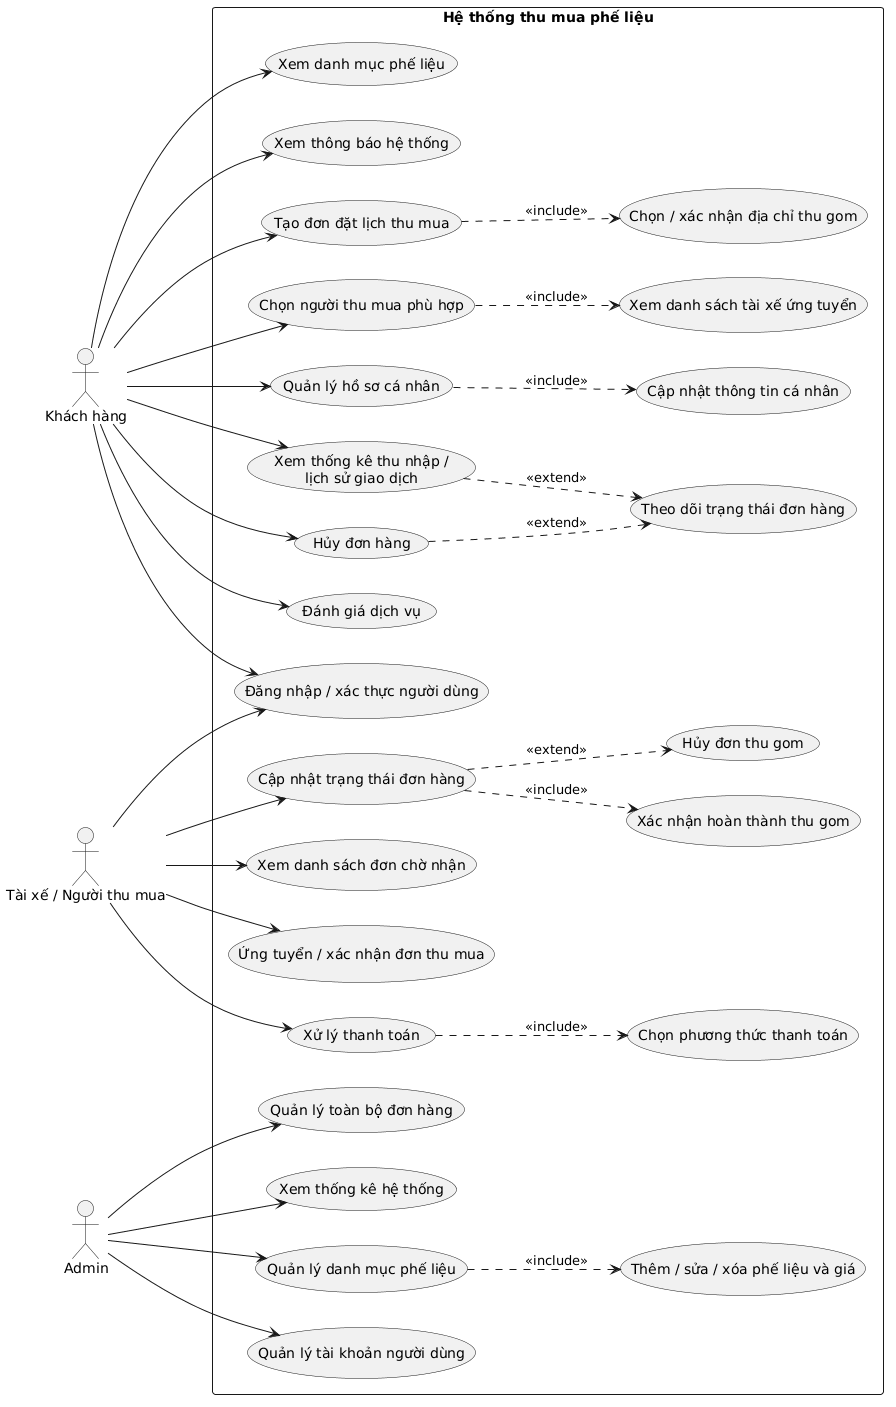 Hệ thống thu mua phế liệu
Xem danh mục phế liệu
Xem thông báo hệ thống
Tạo đơn đặt lịch thu mua
«include»
Chọn / xác nhận địa chỉ thu gom
Chọn người thu mua phù hợp
«include»
Xem danh sách tài xế ứng tuyển
Khách hàng
Quản lý hồ sơ cá nhân
«include»
Cập nhật thông tin cá nhân
Xem thống kê thu nhập /
lịch sử giao dịch
«extend»
Theo dõi trạng thái đơn hàng
Hủy đơn hàng
«extend»
Đánh giá dịch vụ
Đăng nhập / xác thực người dùng
Cập nhật trạng thái đơn hàng
«extend»
Hủy đơn thu gom
«include»
Xác nhận hoàn thành thu gom
Tài xế / Người thu mua
Xem danh sách đơn chờ nhận
Ứng tuyển / xác nhận đơn thu mua
Xử lý thanh toán
«include»
Chọn phương thức thanh toán
Quản lý toàn bộ đơn hàng
Xem thống kê hệ thống
Admin
Quản lý danh mục phế liệu
«include»
Thêm / sửa / xóa phế liệu và giá
Quản lý tài khoản người dùng